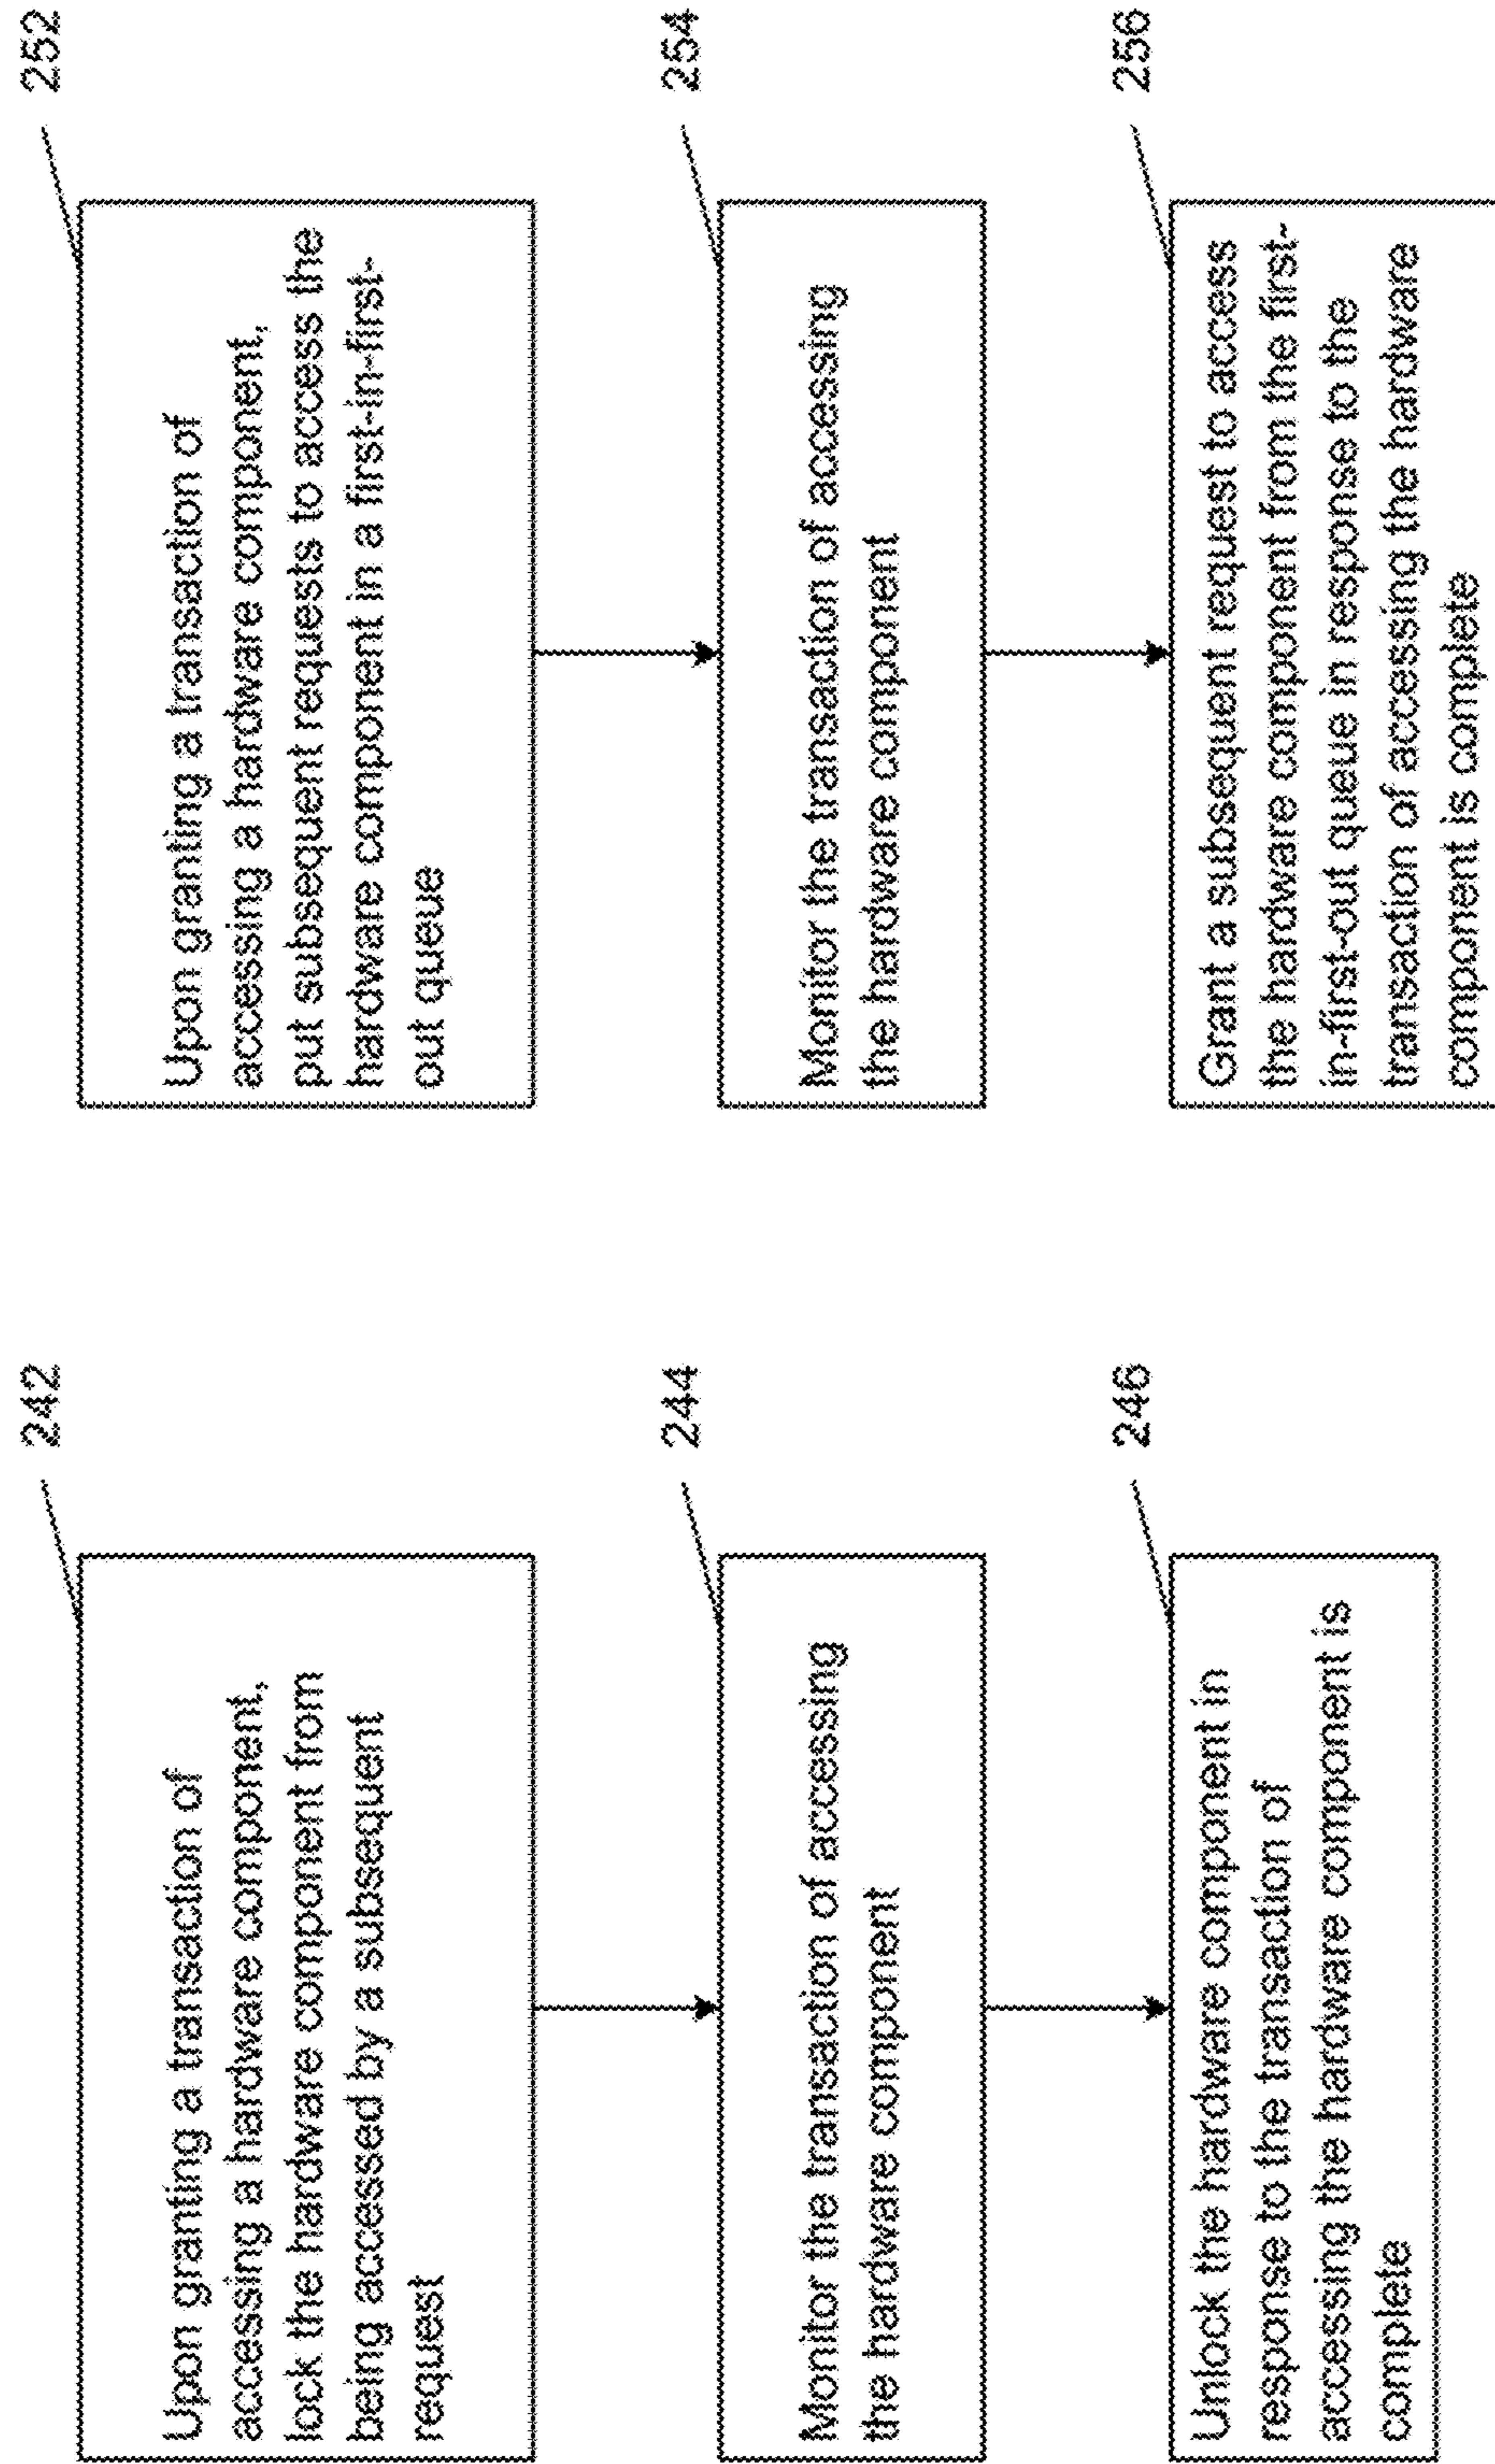 242
Upon granting a transaction of
accessing a hardware component,
lock the hardware component from
being accessed by a subsequent
request
244
Monitor the transaction of accessing
the hardware component
246
Unlock the hardware component in
response to the transaction of
accessing the hardware component is
complete
252
Upon granting a transaction of
accessing a hardware component,
put subsequent requests to access the
hardware component in a first-in-first-
out queue
254
Monitor the transaction of accessing
the hardware component
256
Grant a subsequent request to access
the hardware component from the first-
in-first-out queue in response to the
transaction of accessing the hardware
component is complete